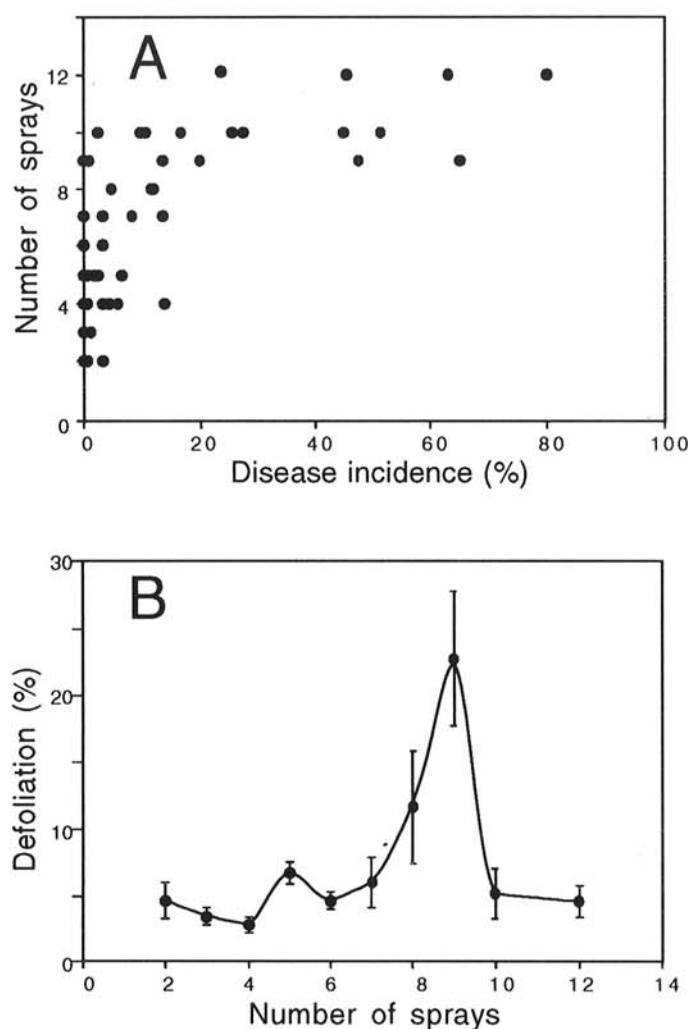 A
Number of sprays
12
8
4
0
0 20 40 60 80 100
Disease incidence (%)
B
Defoliation (%)
30
20
10
0
0 2 4 6 8 10 12 14
Number of sprays